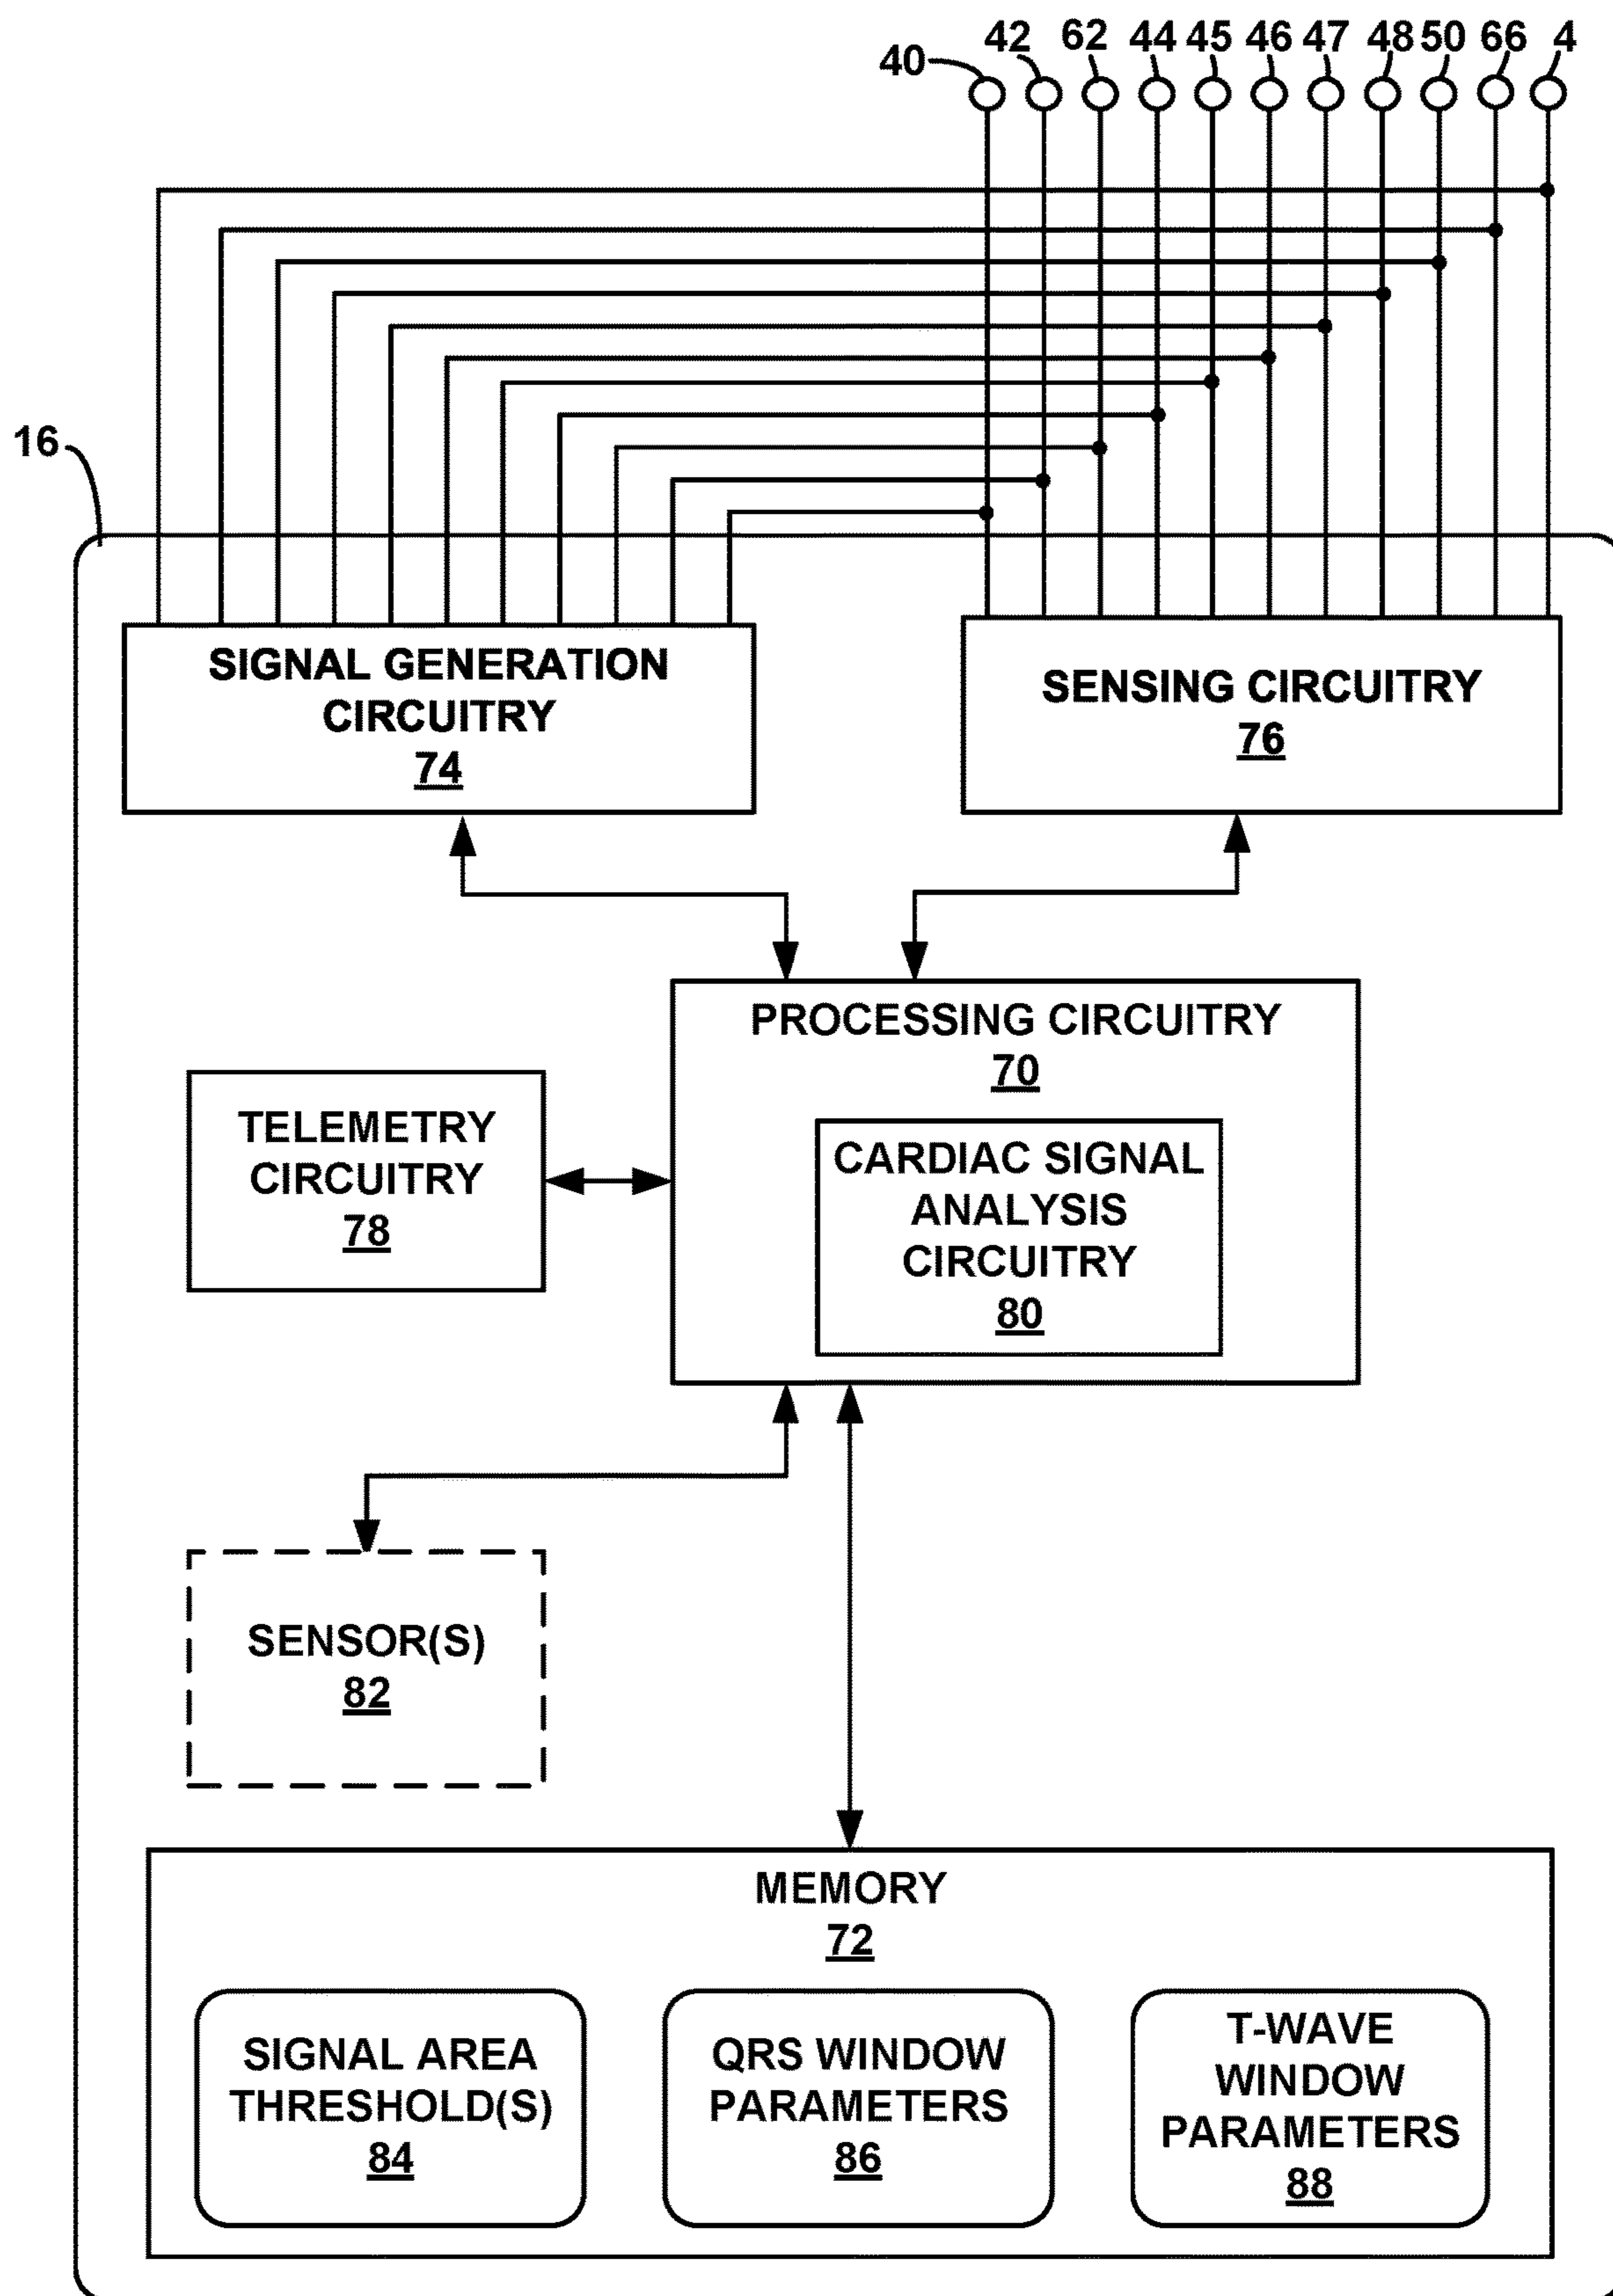 40 42 62 44 45 46 47 48 50 66 4
16
SIGNAL GENERATION
CIRCUITRY
74
SENSING CIRCUITRY
76
PROCESSING CIRCUITRY
70
TELEMETRY
CIRCUITRY
78
CARDIAC SIGNAL
ANALYSIS
CIRCUITRY
80
SENSOR(S)
82
MEMORY
72
SIGNAL AREA
THRESHOLD(S)
84
QRS WINDOW
PARAMETERS
86
T-WAVE
WINDOW
PARAMETERS
88